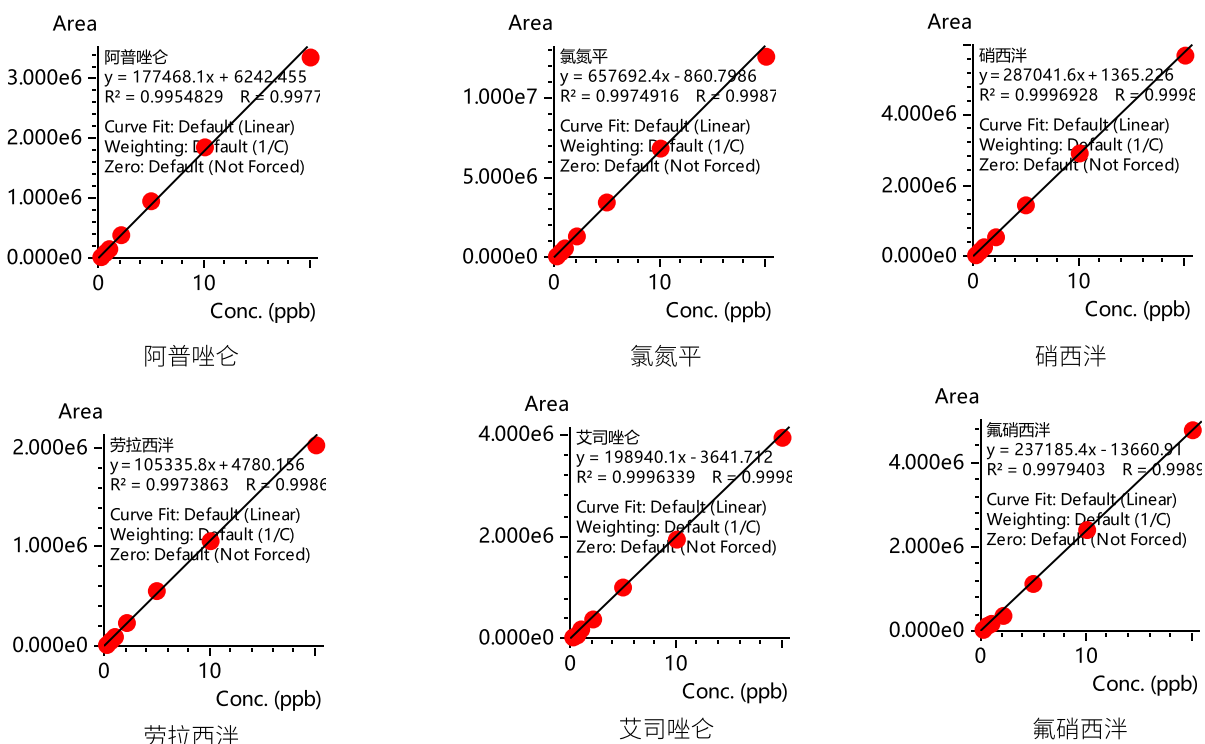 Area
阿普唑仑
y = 177468.1x + 6242.455
R² = 0.9954829 R = 0.9977
Curve Fit: Default (Linear)
Weighting: Default (1/C)
Zero: Default (Not Forced)
3.000e6
2.000e6
1.000e6
0.000e0
0 10
Conc. (ppb)
阿普唑仑
Area
氯氮平
y = 657692.4x - 860.7986
R² = 0.9974916 R = 0.9987
Curve Fit: Default (Linear)
Weighting: Default (1/C)
Zero: Default (Not Forced)
1.000e7
5.000e6
0.000e0
0 10
Conc. (ppb)
氯氮平
Area
硝西泮
y = 287041.6x + 1365.226
R² = 0.9996928 R = 0.9998
Curve Fit: Default (Linear)
Weighting: Default (1/C)
Zero: Default (Not Forced)
4.000e6
2.000e6
0.000e0
0 10
Conc. (ppb)
硝西泮
Area
劳拉西泮
y = 105335.8x + 4780.156
R² = 0.9973863 R = 0.9986
Curve Fit: Default (Linear)
Weighting: Default (1/C)
Zero: Default (Not Forced)
2.000e6
1.000e6
0.000e0
0 10
Conc. (ppb)
劳拉西泮
Area
艾司唑仑
y = 198940.1x - 3641.712
R² = 0.9996339 R = 0.9998
Curve Fit: Default (Linear)
Weighting: Default (1/C)
Zero: Default (Not Forced)
4.000e6
2.000e6
0.000e0
0 10
Conc. (ppb)
艾司唑仑
Area
氟硝西泮
y = 237185.4x - 13660.91
R² = 0.9979403 R = 0.9989
Curve Fit: Default (Linear)
Weighting: Default (1/C)
Zero: Default (Not Forced)
4.000e6
2.000e6
0.000e0
0 10
Conc. (ppb)
氟硝西泮